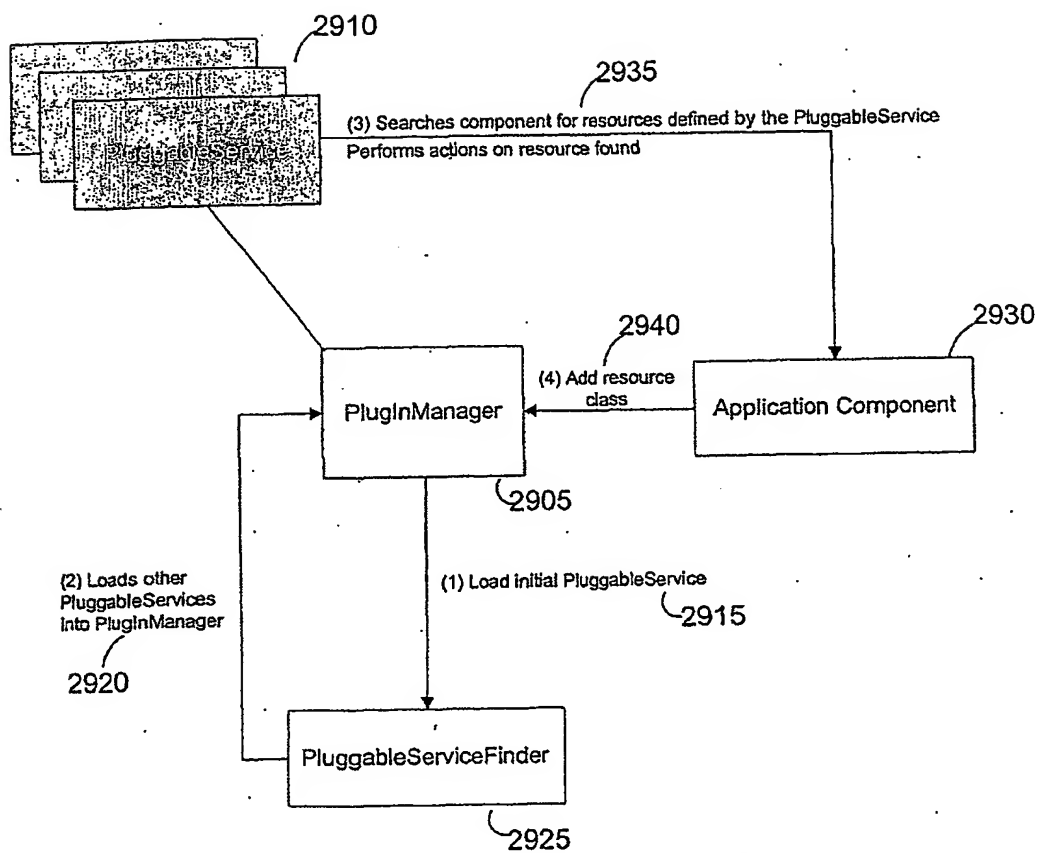 2910
2935
(3) Searches component for resources defined by the PluggableService
Performs actions on resource found
PluggableService
2940
2930
(4) Add resource
class
PlugInManager
Application Component
2905
(2) Loads other
PluggableServices
into PlugInManager
(1) Load initial PluggableService
2915
2920
PluggableServiceFinder
2925